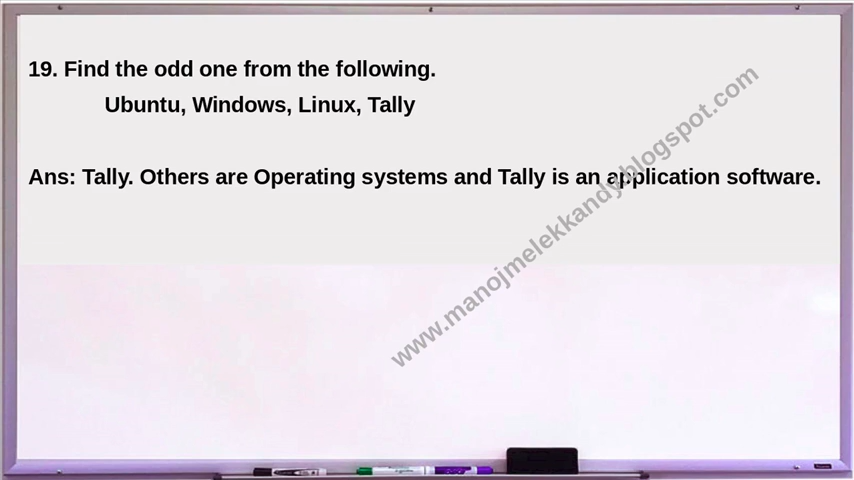 19. Find the odd one from the following.
Ubuntu, Windows, Linux, Tally
Ans: Tally. Others are Operating systems and Tally is an application software.
www.manojmelekkandy.blogspot.com